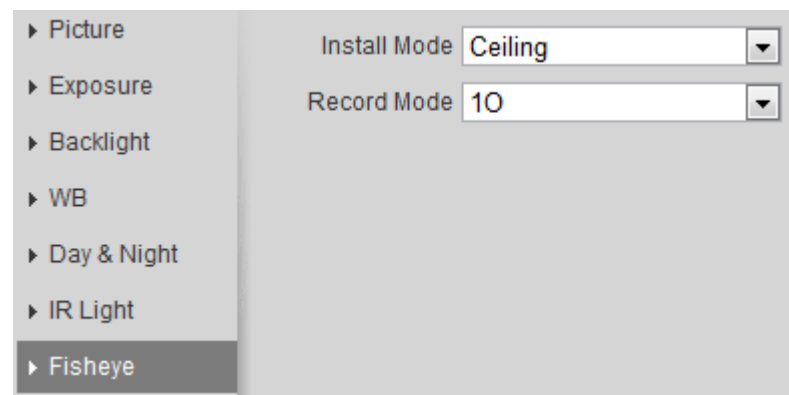 Picture
Exposure
Backlight
WB
Day & Night
IR Light
Fisheye
Install Mode Ceiling
Record Mode 1O